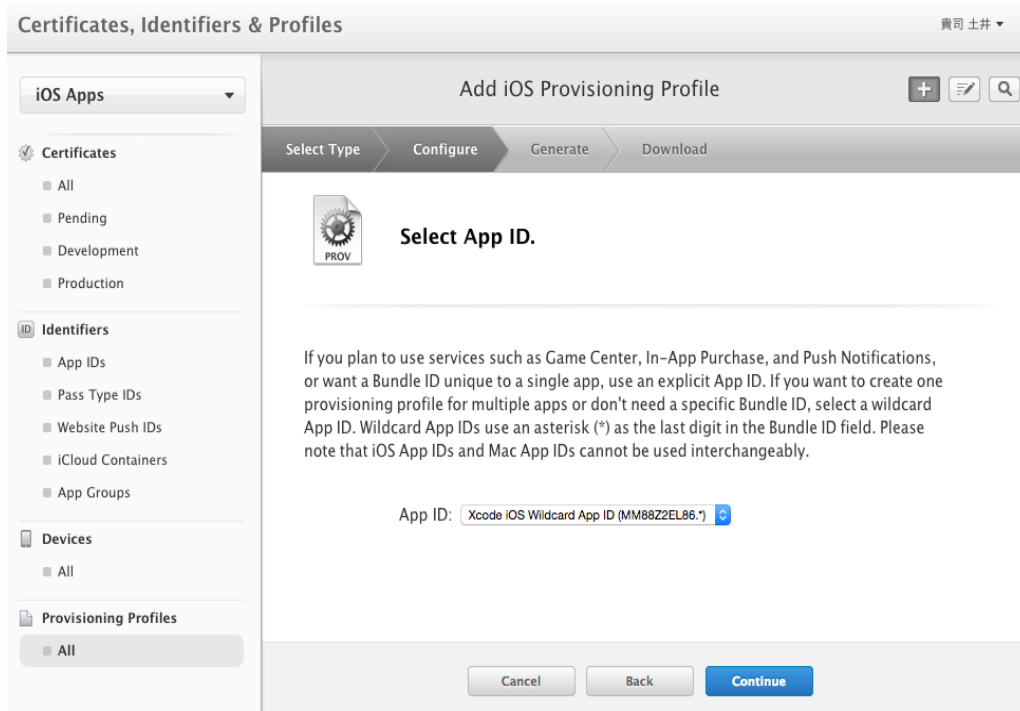 Certificates, Identifiers & Profiles
貴司 土井
iOS Apps
Certificates
All
Pending
Development
Production
ID Identifiers
App IDs
Pass Type IDs
Website Push IDs
iCloud Containers
App Groups
Devices
All
Provisioning Profiles
All
Add iOS Provisioning Profile
Select Type
Configure
Generate
Download
PROV
Select App ID.
If you plan to use services such as Game Center, In-App Purchase, and Push Notifications,
or want a Bundle ID unique to a single app, use an explicit App ID. If you want to create one
provisioning profile for multiple apps or don't need a specific Bundle ID, select a wildcard
App ID. Wildcard App IDs use an asterisk (*) as the last digit in the Bundle ID field. Please
note that iOS App IDs and Mac App IDs cannot be used interchangeably.
App ID: Xcode iOS Wildcard App ID (MM88Z2EL86.*)
Cancel
Back
Continue